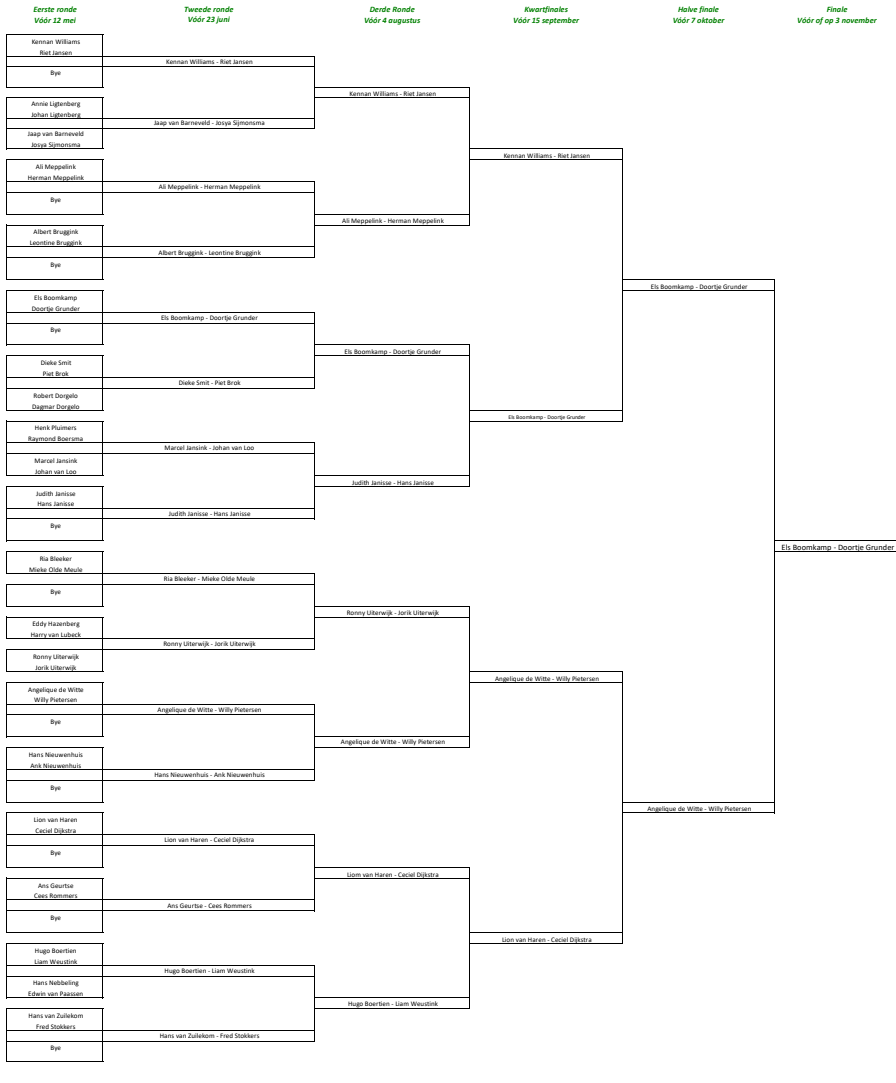 Eerste ronde
Vóór 12 mei
Tweede ronde
Vóór 23 juni
Derde Ronde
Vóór 4 augustus
Kwartfinales
Vóór 15 september
Halve finale
Vóór 7 oktober
Finale
Vóór of op 3 november
Kennan Williams
Riet Jansen
Kennan Williams - Riet Jansen
Bye
Kennan Williams - Riet Jansen
Annie Ligtenberg
Johan Ligtenberg
Jaap van Barneveld - Josya Sijmonsma
Jaap van Barneveld
Josya Sijmonsma
Kennan Williams - Riet Jansen
Ali Meppelink
Herman Meppelink
Ali Meppelink - Herman Meppelink
Bye
Ali Meppelink - Herman Meppelink
Albert Bruggink
Leontine Bruggink
Albert Bruggink - Leontine Bruggink
Bye
Els Boomkamp - Doortje Grunder
Els Boomkamp
Doortje Grunder
Els Boomkamp - Doortje Grunder
Bye
Els Boomkamp - Doortje Grunder
Dieke Smit
Piet Brok
Dieke Smit - Piet Brok
Robert Dorgelo
Dagmar Dorgelo
Els Boomkamp - Doortje Grunder
Henk Pluimers
Raymond Boersma
Marcel Jansink - Johan van Loo
Marcel Jansink
Johan van Loo
Judith Janisse - Hans Janisse
Judith Janisse
Hans Janisse
Judith Janisse - Hans Janisse
Bye
Els Boomkamp - Doortje Grunder
Ria Bleeker
Mieke Olde Meule
Ria Bleeker - Mieke Olde Meule
Bye
Ronny Uiterwijk - Jorik Uiterwijk
Eddy Hazenberg
Harry van Lubeck
Ronny Uiterwijk - Jorik Uiterwijk
Ronny Uiterwijk
Jorik Uiterwijk
Angelique de Witte - Willy Pietersen
Angelique de Witte
Willy Pietersen
Angelique de Witte - Willy Pietersen
Bye
Angelique de Witte - Willy Pietersen
Hans Nieuwenhuis
Ank Nieuwenhuis
Hans Nieuwenhuis - Ank Nieuwenhuis
Bye
Angelique de Witte - Willy Pietersen
Lion van Haren
Ceciel Dijkstra
Lion van Haren - Ceciel Dijkstra
Bye
Liom van Haren - Ceciel Dijkstra
Ans Geurtse
Cees Rommers
Ans Geurtse - Cees Rommers
Bye
Lion van Haren - Ceciel Dijkstra
Hugo Boertien
Liam Weustink
Hugo Boertien - Liam Weustink
Hans Nebbeling
Edwin van Paassen
Hugo Boertien - Liam Weustink
Hans van Zuilekom
Fred Stokkers
Hans van Zuilekom - Fred Stokkers
Bye